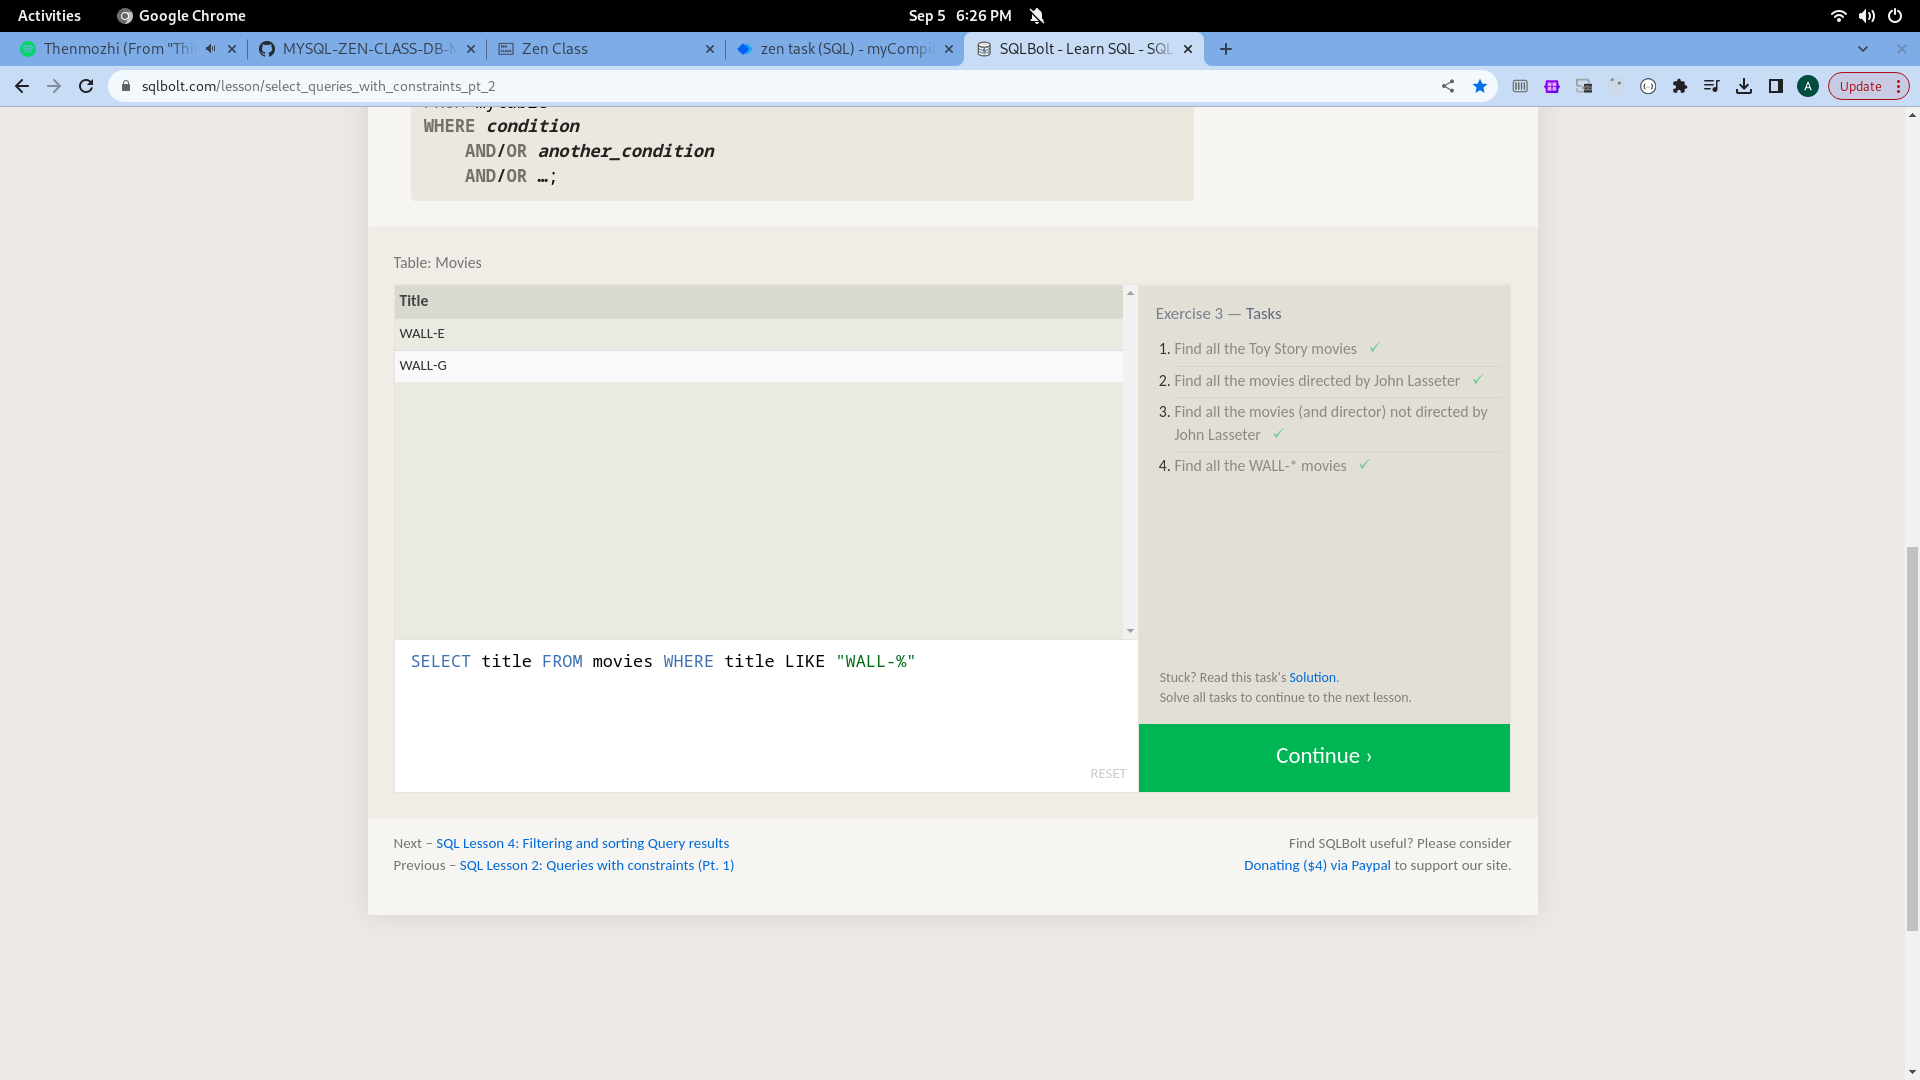 Activities
Google Chrome
Sep 5 6:26 PM
Thenmozhi (From "Thi
MYSQL-ZEN-CLASS-DB-M
Zen Class
zen task (SQL) - myCompil
SQLBolt - Learn SQL - SQL
sqlbolt.com/lesson/select_queries_with_constraints_pt_2
A
Update
WHERE condition
AND/OR another_condition
AND/OR …;
Table: Movies
Title
WALL-E
WALL-G
Exercise 3 — Tasks
1. Find all the Toy Story movies ✓
2. Find all the movies directed by John Lasseter ✓
3. Find all the movies (and director) not directed by
John Lasseter ✓
4. Find all the WALL-* movies ✓
SELECT title FROM movies WHERE title LIKE "WALL-%"
RESET
Stuck? Read this task's Solution.
Solve all tasks to continue to the next lesson.
Continue ›
Next – SQL Lesson 4: Filtering and sorting Query results
Previous – SQL Lesson 2: Queries with constraints (Pt. 1)
Find SQLBolt useful? Please consider
Donating ($4) via Paypal to support our site.